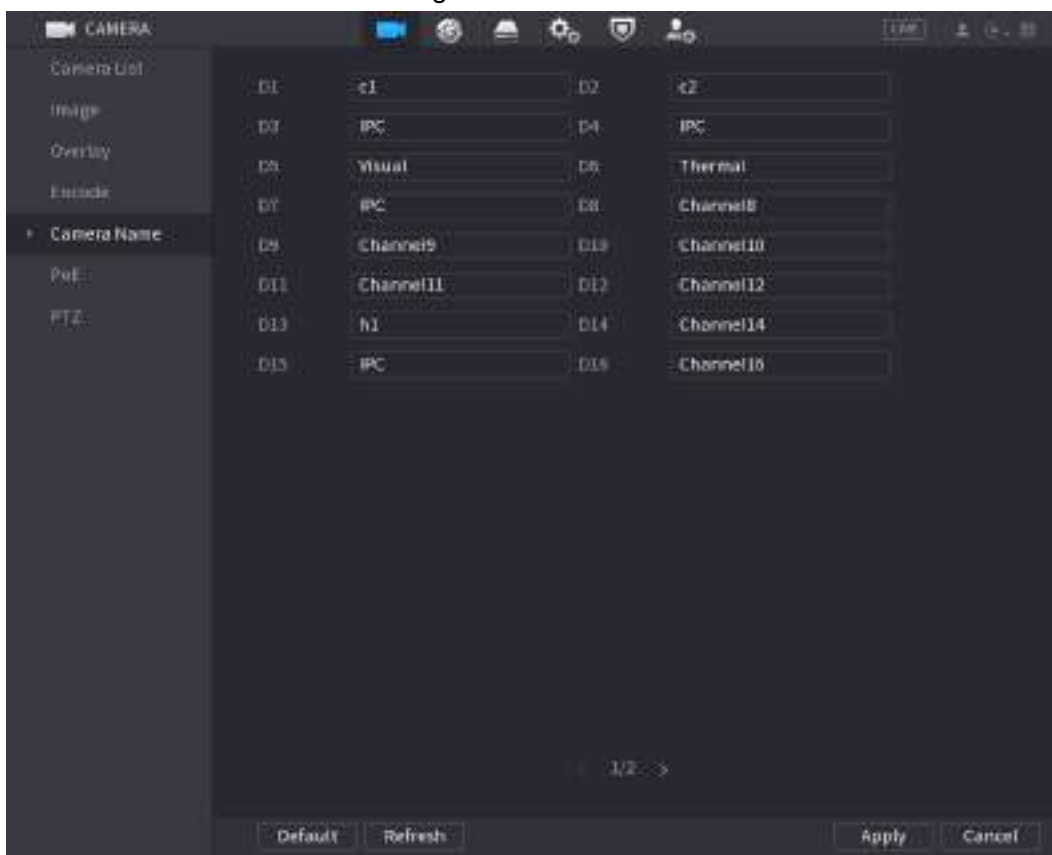 CAMERA LIVE
Camera List
Image
Overlay
Encode
Camera Name
PoE
PTZ
D1 c1 D2 c2
D3 IPC D4 IPC
D5 Visual D6 Thermal
D7 IPC D8 Channel8
D9 Channel9 D10 Channel10
D11 Channel11 D12 Channel12
D13 h1 D14 Channel14
D15 IPC D16 Channel16
1/2 >
Default Refresh Apply Cancel